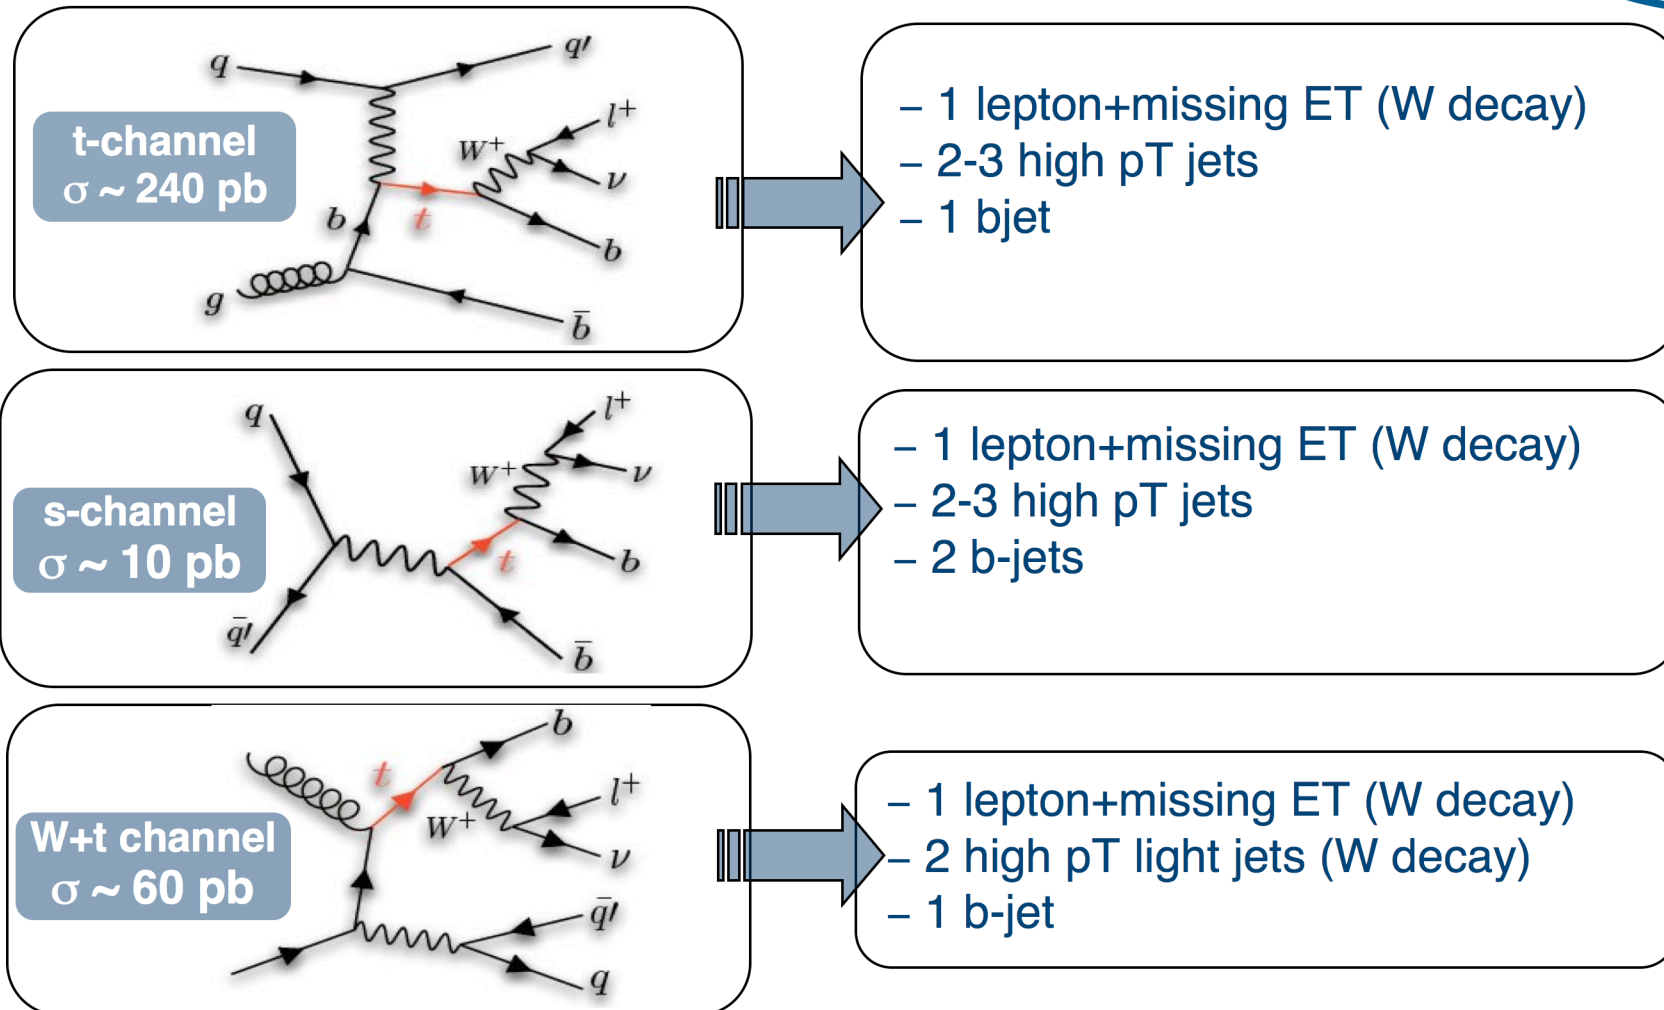 q
q′
t-channel
σ ~ 240 pb
W⁺
l⁺
ν
b
t
b
g
b̄
– 1 lepton+missing ET (W decay)
– 2-3 high pT jets
– 1 bjet
q
l⁺
W⁺
ν
s-channel
σ ~ 10 pb
t
b
q̄′
b̄
– 1 lepton+missing ET (W decay)
– 2-3 high pT jets
– 2 b-jets
b
t
l⁺
W⁺
ν
W+t channel
σ ~ 60 pb
q̄′
q
– 1 lepton+missing ET (W decay)
– 2 high pT light jets (W decay)
– 1 b-jet